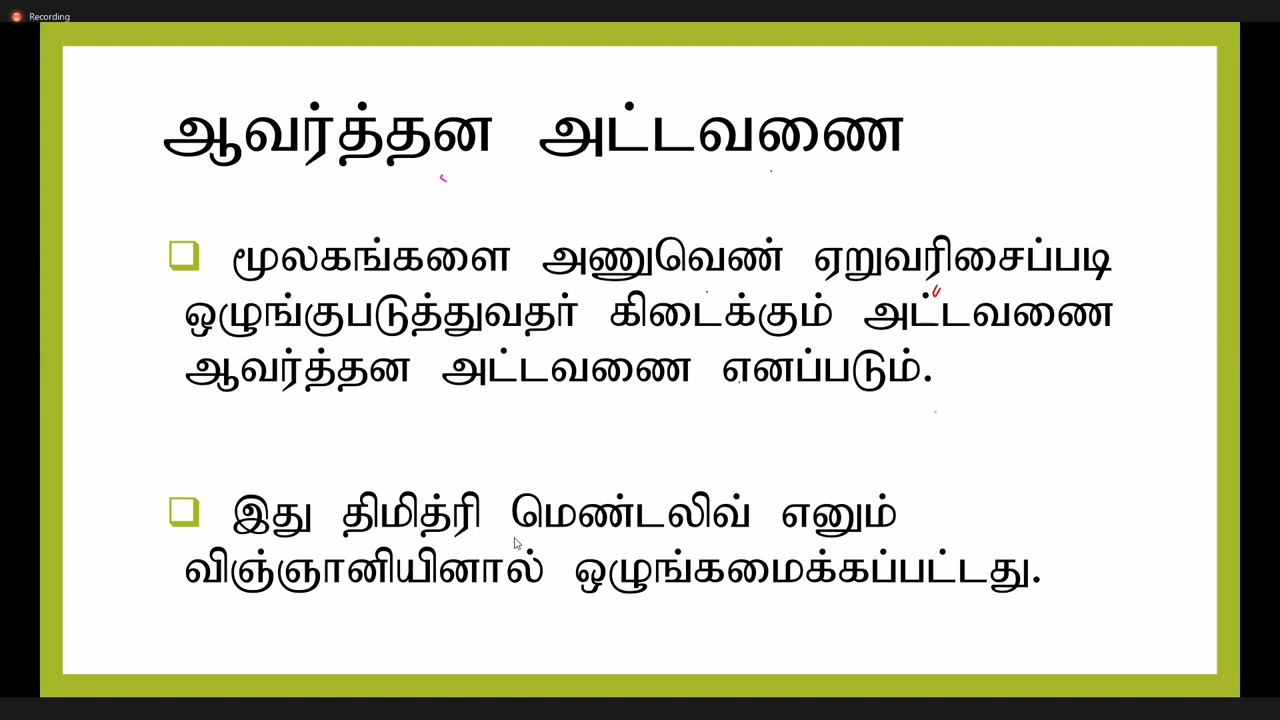 Recording
ஆவர்த்தன அட்டவணை
மூலகங்களை அணுவெண் ஏறுவரிசைப்படி
ஒழுங்குபடுத்துவதர் கிடைக்கும் அட்டவணை
ஆவர்த்தன அட்டவணை எனப்படும்.
இது திமித்ரி மெண்டலிவ் எனும்
விஞ்ஞானியினால் ஒழுங்கமைக்கப்பட்டது.